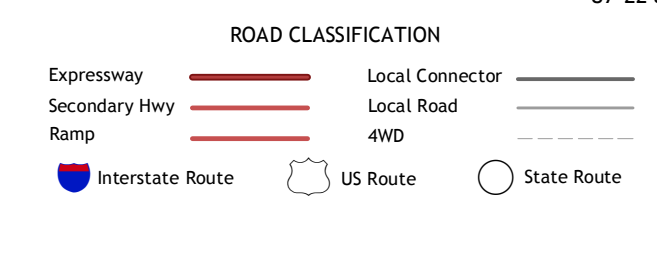 ROAD CLASSIFICATION
Expressway
Local Connector
Secondary Hwy
Local Road
Ramp
4WD
Interstate Route
US Route
State Route